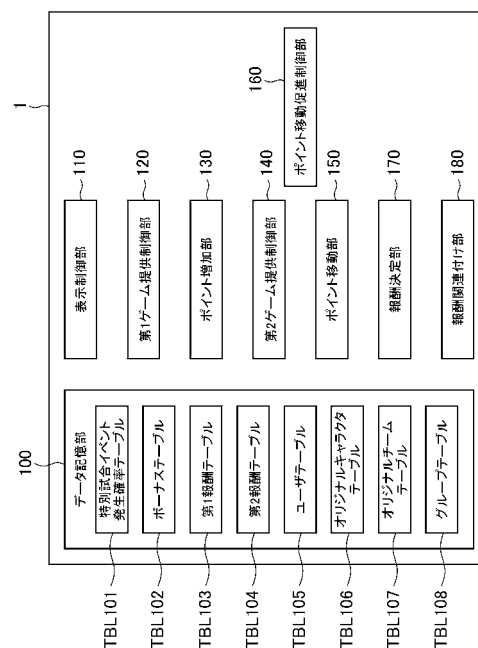 1
100
データ記憶部
TBL101
特別試合イベント
発生確率テーブル
TBL102
ボーナステーブル
TBL103
第1報酬テーブル
TBL104
第2報酬テーブル
TBL105
ユーザテーブル
TBL106
オリジナルキャラクタ
テーブル
TBL107
オリジナルチーム
テーブル
TBL108
グループテーブル
表示制御部
110
第1ゲーム提供制御部
120
ポイント増加部
130
第2ゲーム提供制御部
140
ポイント移動部
150
ポイント移動促進制御部
160
報酬決定部
170
報酬関連付け部
180